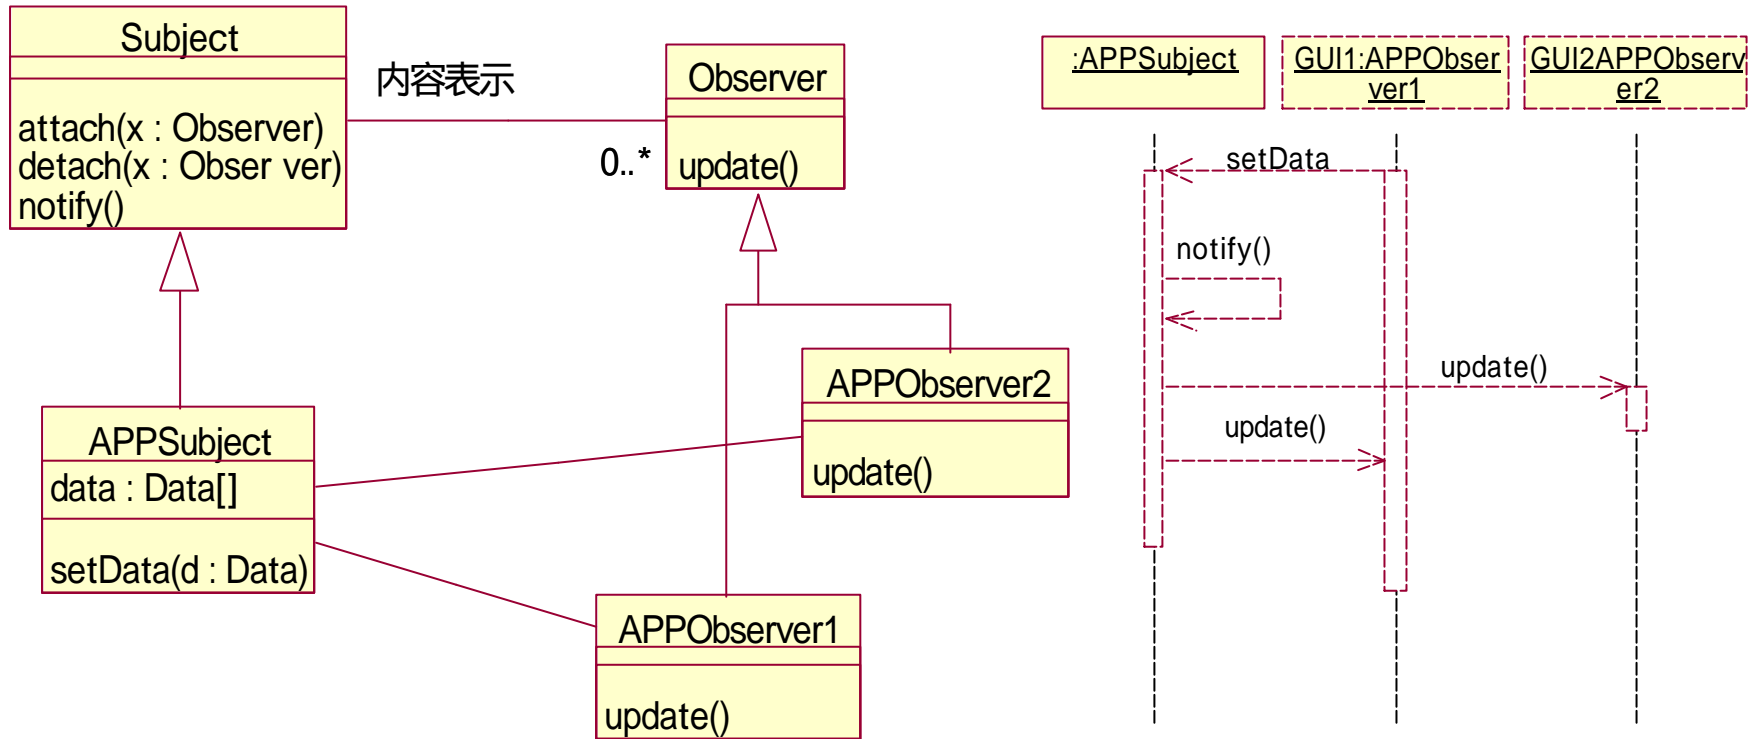 Subject
attach(x : Observer)
detach(x : Obser ver)
notify()
内容表示
0..*
Observer
update()
APPSubject
data : Data[]
setData(d : Data)
APPObserver2
update()
APPObserver1
update()
:APPSubject
GUI1:APPObser
ver1
GUI2APPObserv
er2
setData
notify()
update()
update()